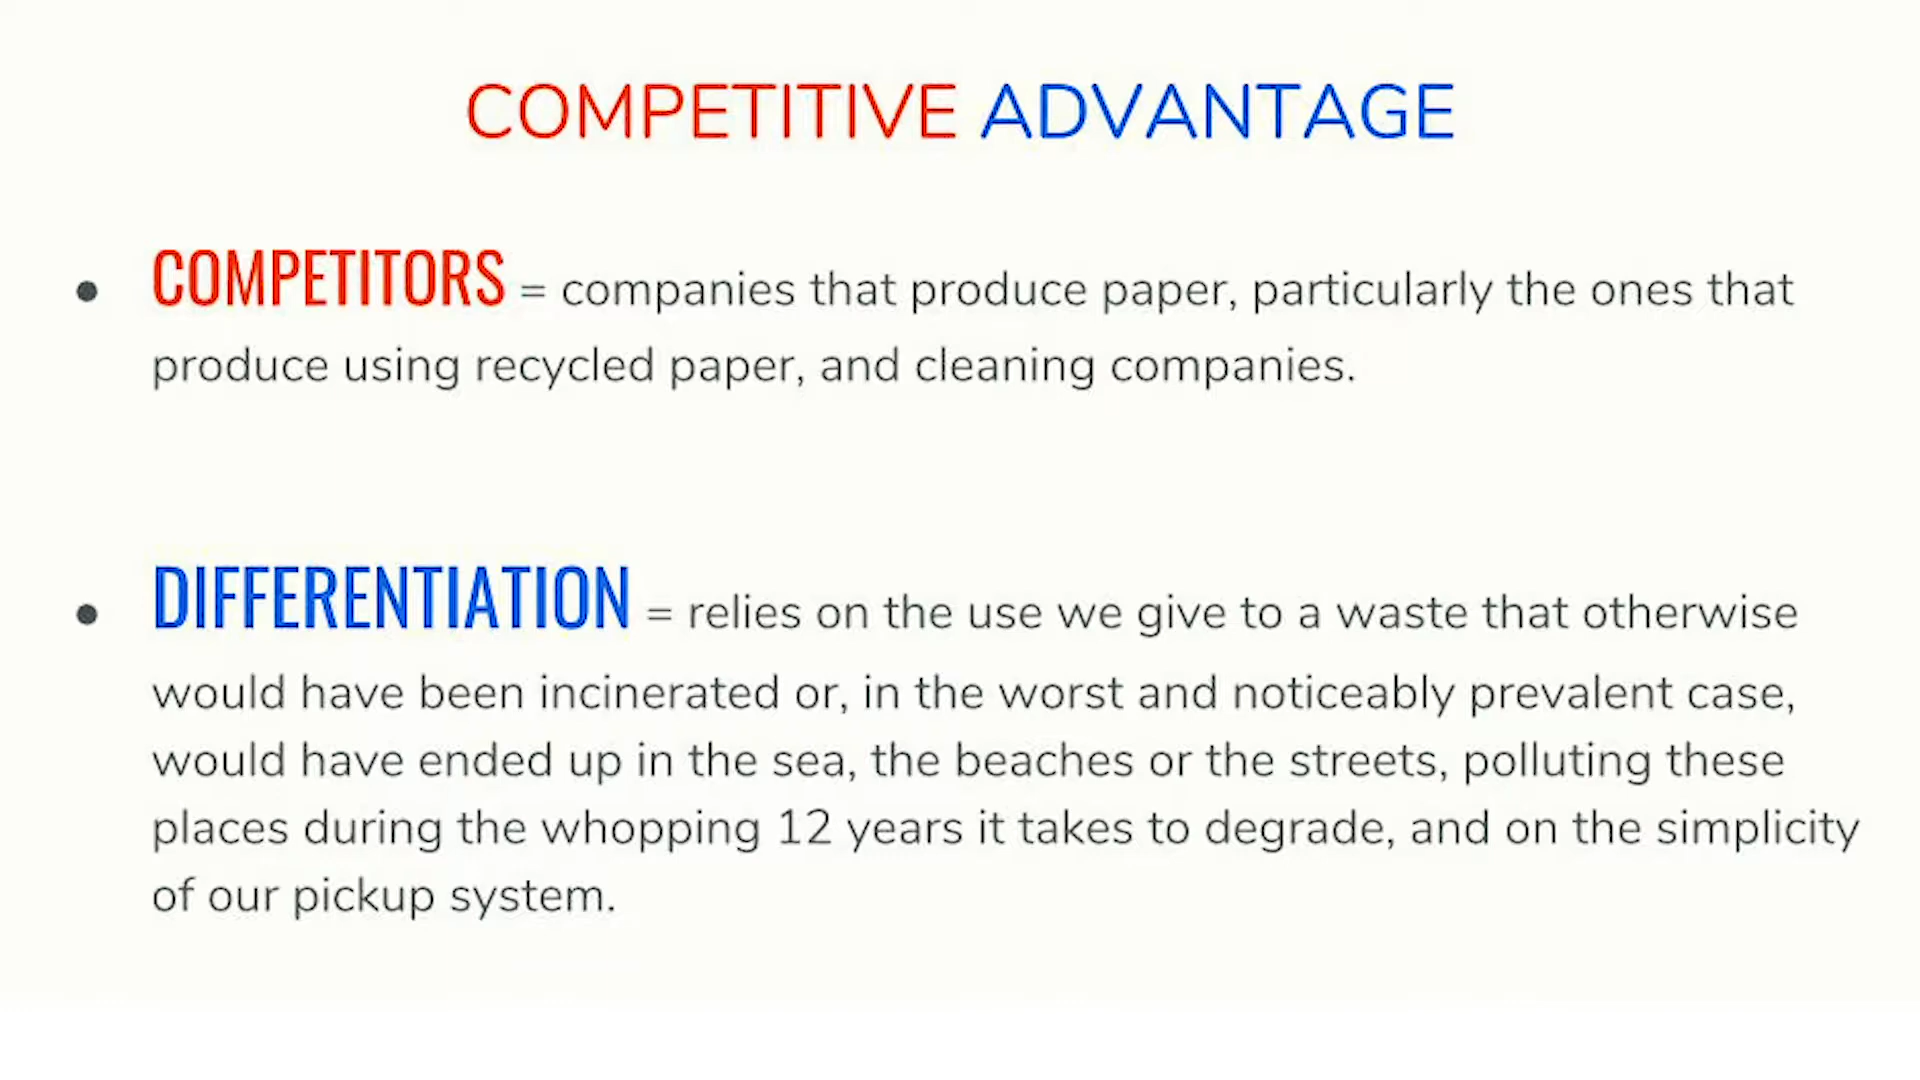 COMPETITIVE ADVANTAGE
● COMPETITORS = companies that produce paper, particularly the ones that
produce using recycled paper, and cleaning companies.
● DIFFERENTIATION = relies on the use we give to a waste that otherwise
would have been incinerated or, in the worst and noticeably prevalent case,
would have ended up in the sea, the beaches or the streets, polluting these
places during the whopping 12 years it takes to degrade, and on the simplicity
of our pickup system.